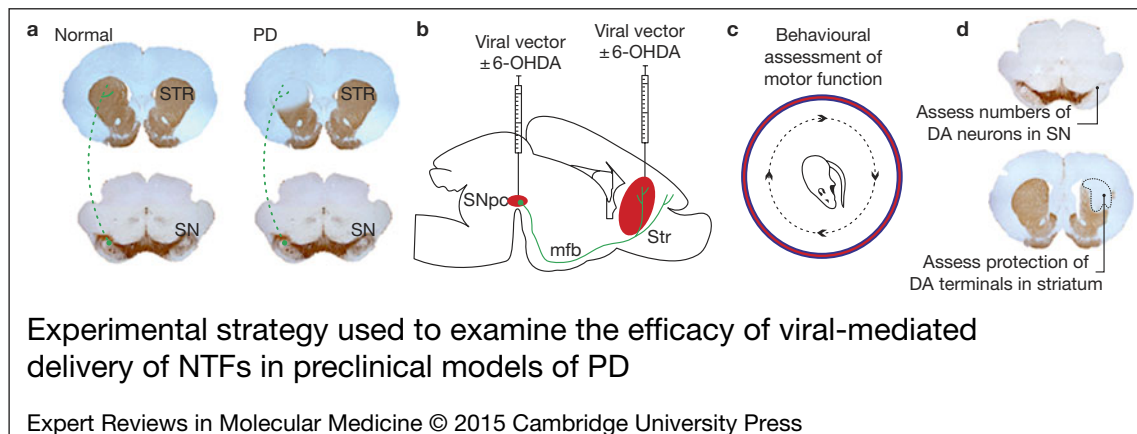 a
Normal
PD
STR
STR
SN
SN
b
Viral vector
±6-OHDA
Viral vector
±6-OHDA
SNpc
mfb
Str
c
Behavioural
assessment
of motor
function
d
Assess numbers of
DA neurons in SN
Assess protection of
DA terminals in striatum
Experimental strategy used to examine the efficacy of viral-mediated
delivery of NTFs in preclinical models of PD
Expert Reviews in Molecular Medicine © 2015 Cambridge University Press